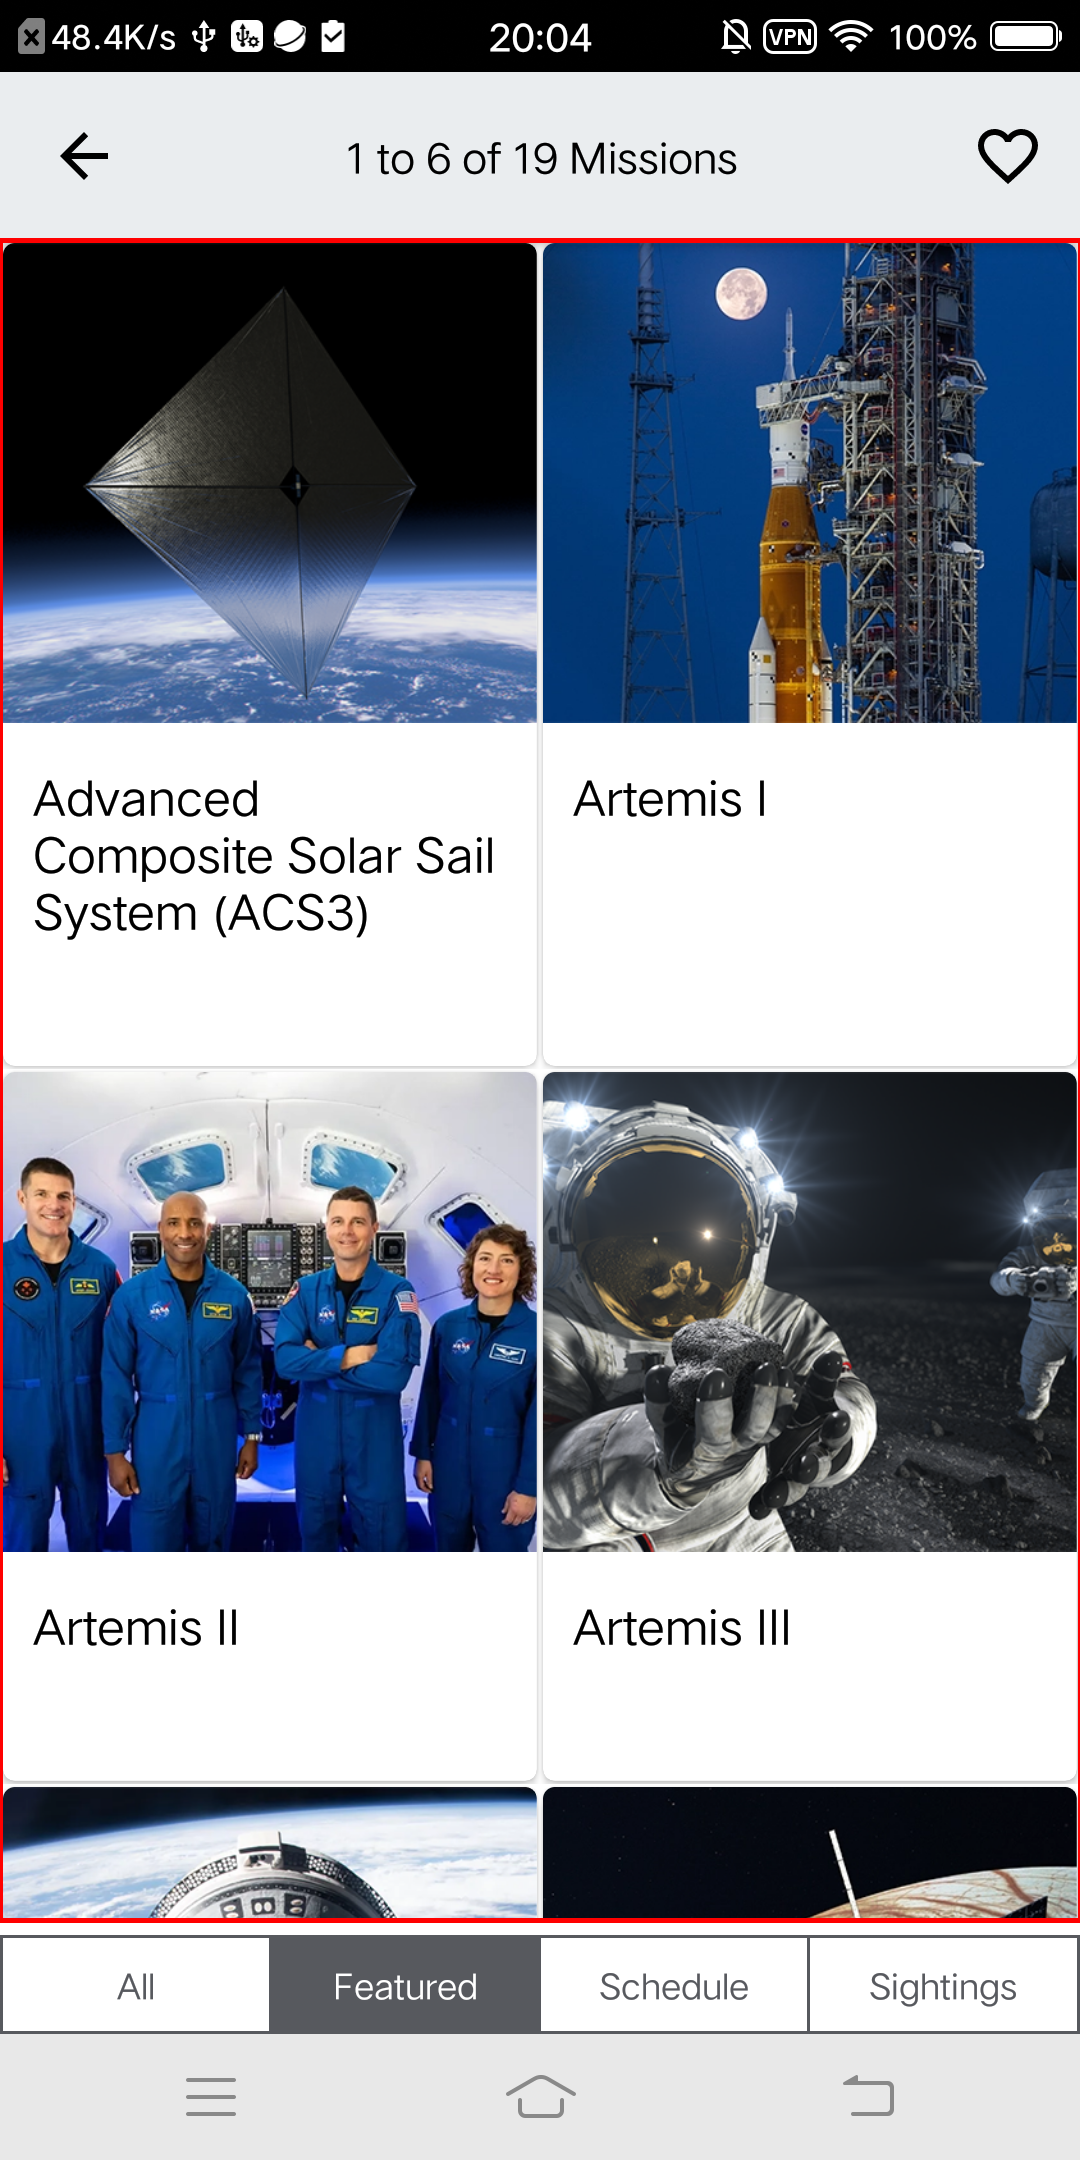 48.4K/s
20:04
VPN
100%
1 to 6 of 19 Missions
Advanced
Composite Solar Sail
System (ACS3)
Artemis I
Artemis II
Artemis III
All
Featured
Schedule
Sightings